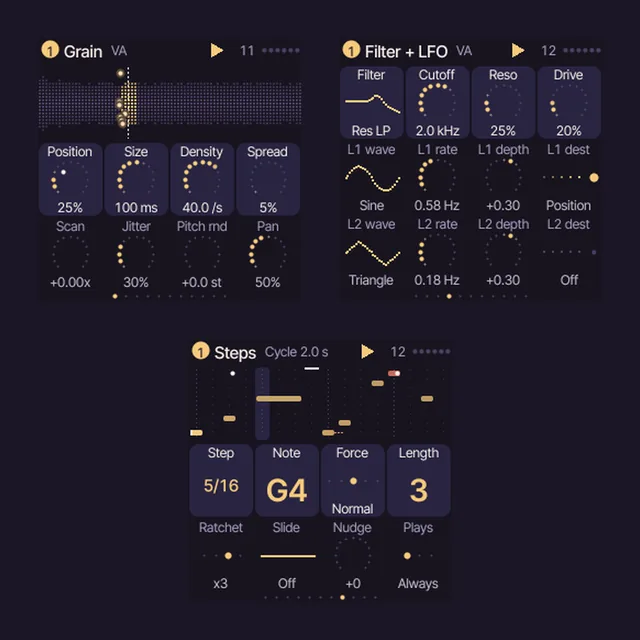 1 Grain VA 11
Position Size Density Spread
25% 100 ms 40.0 /s 5%
Scan Jitter Pitch rnd Pan
+0.00x 30% +0.0 st 50%
1 Filter + LFO VA 12
Filter Cutoff Reso Drive
Res LP 2.0 kHz 25% 20%
L1 wave L1 rate L1 depth L1 dest
Sine 0.58 Hz +0.30 Position
L2 wave L2 rate L2 depth L2 dest
Triangle 0.18 Hz +0.30 Off
1 Steps Cycle 2.0 s 12
Step Note Force Length
5/16 G4 Normal 3
Ratchet Slide Nudge Plays
x3 Off +0 Always